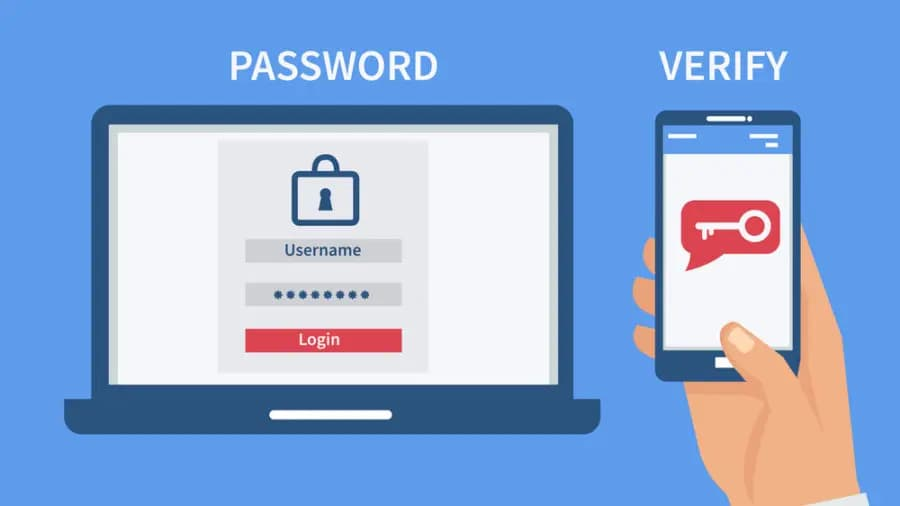 PASSWORD
VERIFY
Username
********
Login